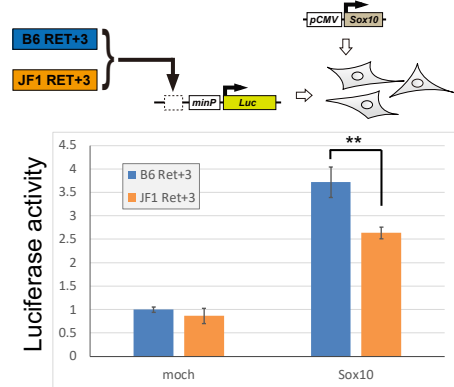 pCMV Sox10
B6 RET+3
JF1 RET+3
minP Luc
Luciferase activity
4.5
4
3.5
3
2.5
2
1.5
1
0.5
0
B6 Ret+3
JF1 Ret+3
**
moch Sox10